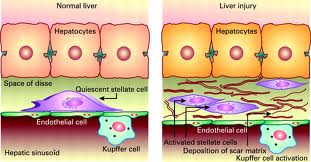 Normal liver
Hepatocytes
Space of disse
Quiescent stellate cell
Endothelial cell
Hepatic sinusoïd
Kupffer cell
Liver injury
Hepatocytes
Endothelial cell
Activated stellate cells
Deposition of scar matrix
Kupffer cell activation